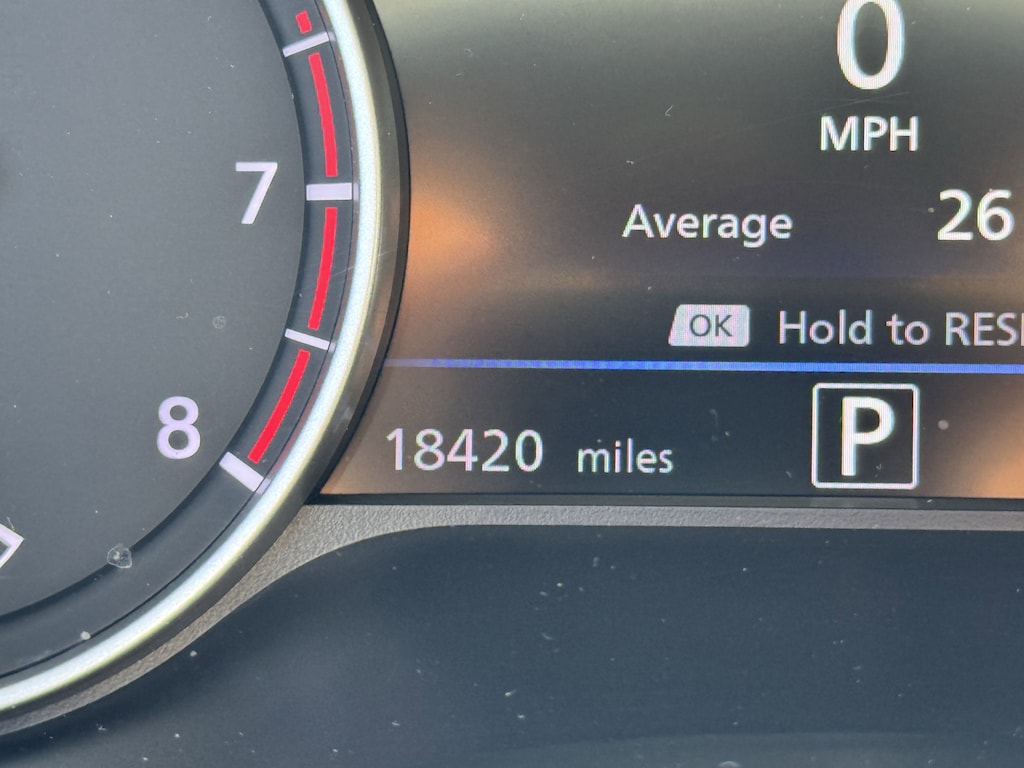 0
MPH
7
Average 26
OK Hold to RES
8
18420 miles P